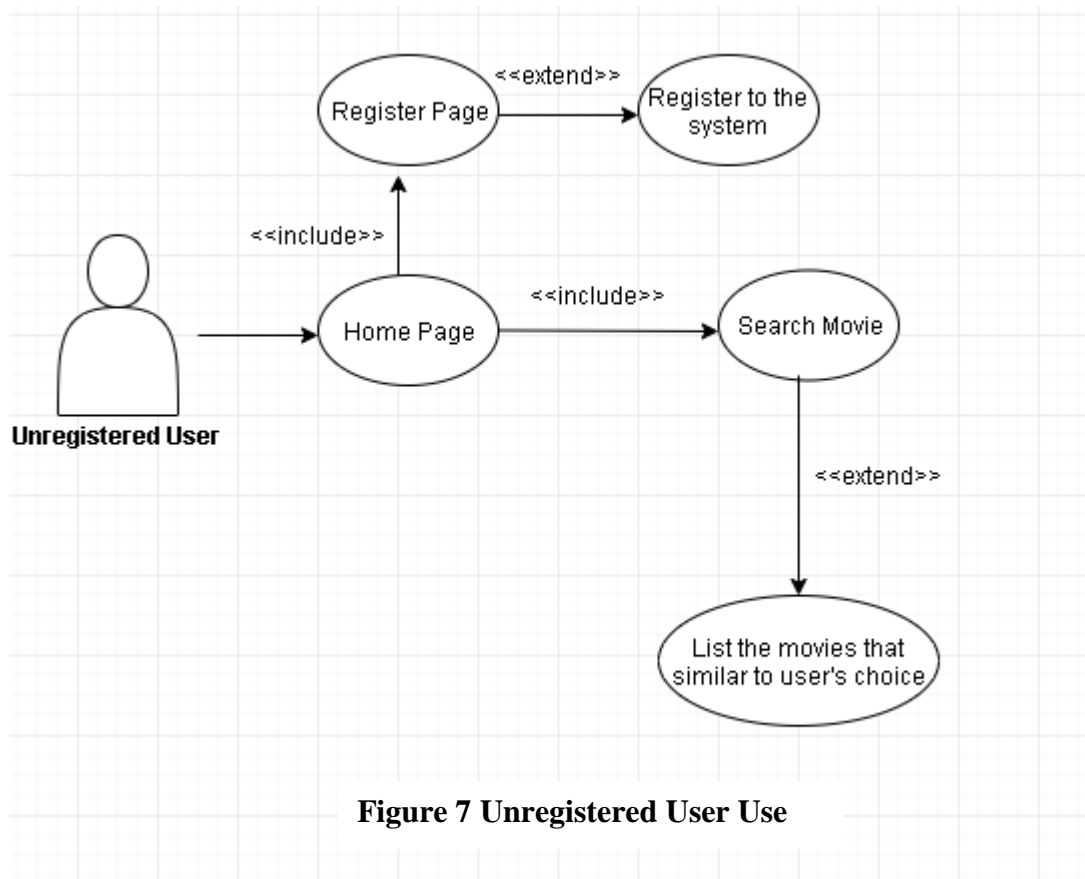 <<extend>>
Register Page
Register to the
system
<<include>>
<<include>>
Home Page
Search Movie
Unregistered User
<<extend>>
List the movies that
similar to user's choice
Figure 7 Unregistered User Use